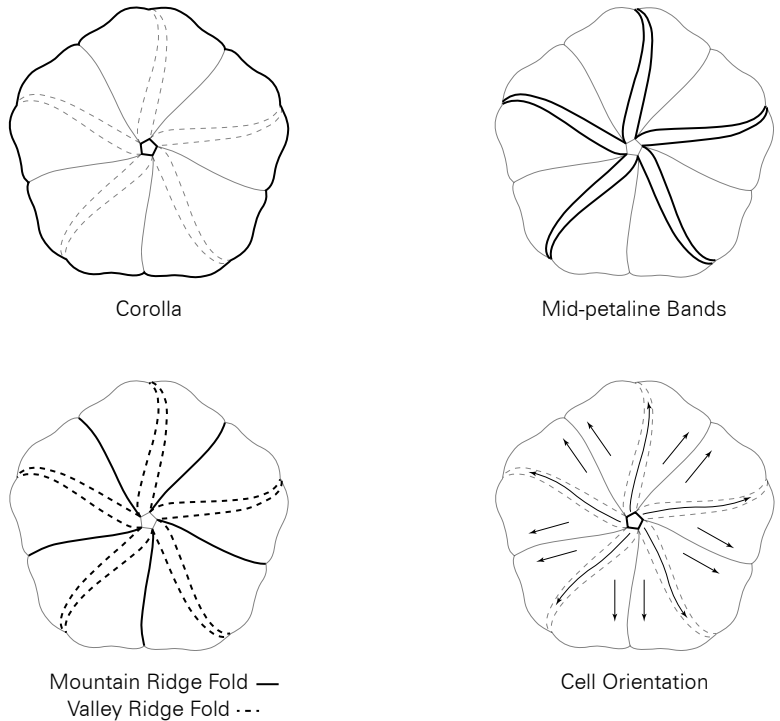 Corolla
Mid-petaline Bands
Mountain Ridge Fold
Valley Ridge Fold
Cell Orientation